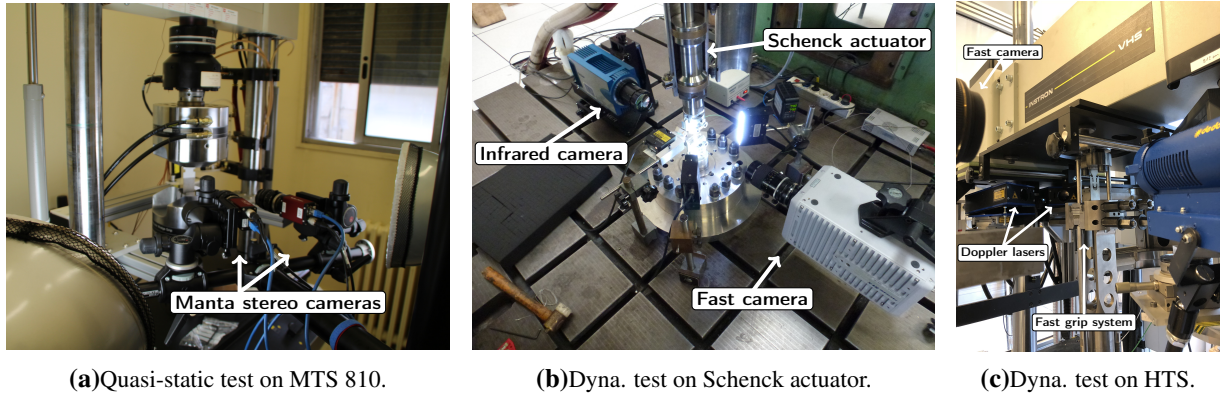 Manta stereo cameras
Schenck actuator
Infrared camera
Fast camera
Fast camera
VHS
INSTRON
Doppler lasers
Fast grip system
(a)Quasi-static test on MTS 810.
(b)Dyna. test on Schenck actuator.
(c)Dyna. test on HTS.